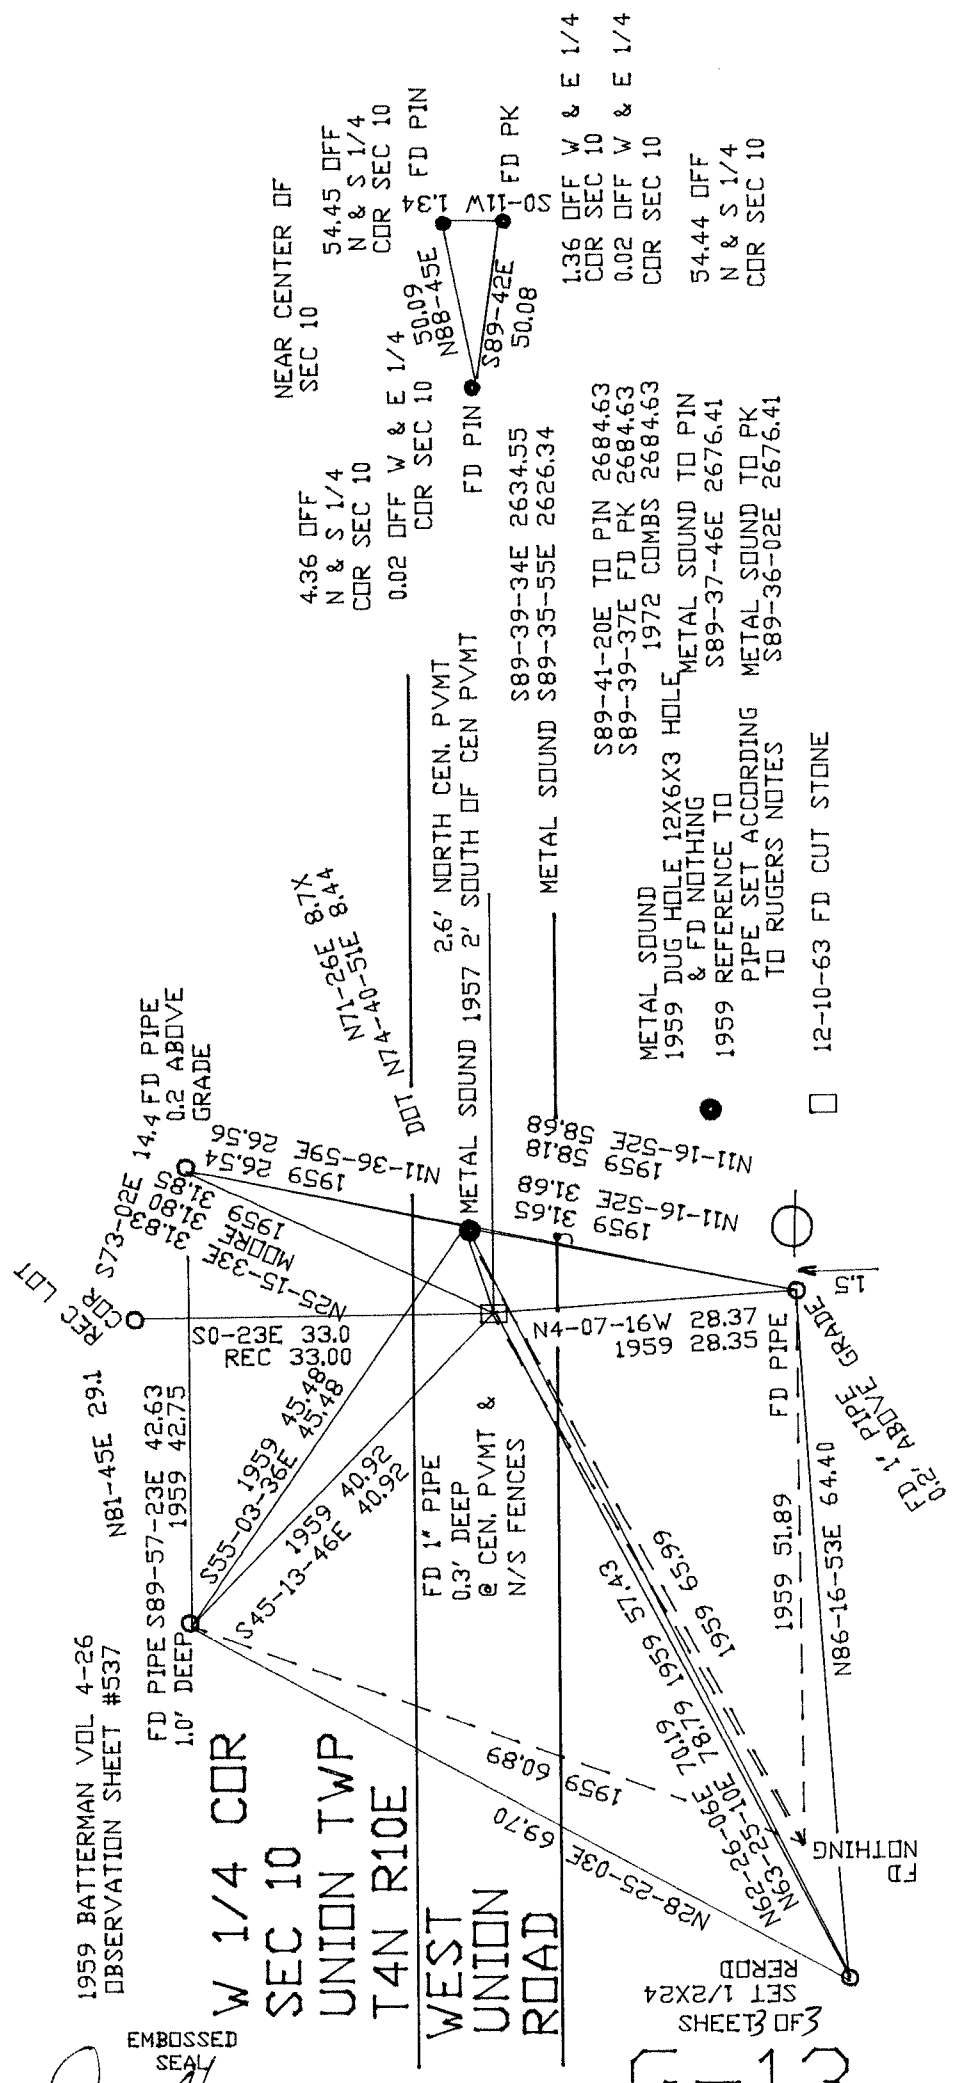 1959 BATTERMAN VOL 4-26
OBSERVATION SHEET #537
W 1/4 COR
SEC 10
UNION TWP
T4N R10E
WEST
UNION
ROAD
EMBOSSED
SEAL
SHEET 3 OF 3
SET 1/2X24
REROD
FD PIPE
1.0' DEEP
S89-57-23E 42.63
1959 42.75
N81-45E 29.1
REC LOT
COR
S73-02E 14.4
FD PIPE
0.2 ABOVE
GRADE
S0-23E 33.0
REC 33.00
1959 45.48
S55-03-36E 45.48
1959 40.92
S45-13-46E 40.92
N25-15-33E 31.83
MOORE 31.80
1959 31.85
1959 26.54
N11-36-59E 26.56
DOT N74-40-51E 8.44
N71-26E 8.7X
FD 1" PIPE
0.3' DEEP
@ CEN. PVMT &
N/S FENCES
2.6' NORTH CEN. PVMT
METAL SOUND 1957 2' SOUTH OF CEN PVMT
1959 31.65
N11-16-52E 31.68
1959 58.18
N11-16-52E 58.68
N4-07-16W 28.37
1959 28.35
FD PIPE
FD 1" PIPE
0.2' ABOVE GRADE
1.5
1959 51.89
N86-16-53E 64.40
1959 57.43
1959 65.99
N62-26-06E 70.19
N63-25-10E 78.79
1959 60.89
N28-25-03E 69.70
FD
NOTHING
NEAR CENTER OF
SEC 10
4.36 OFF
N & S 1/4
COR SEC 10
0.02 OFF W & E 1/4
COR SEC 10
54.45 OFF
N & S 1/4
COR SEC 10
FD PIN
50.09
N88-45E
S89-42E
50.08
FD PIN
S0-11W 1.34
FD PK
1.36 OFF W & E 1/4
COR SEC 10
0.02 OFF W & E 1/4
COR SEC 10
54.44 OFF
N & S 1/4
COR SEC 10
S89-39-34E 2634.55
METAL SOUND S89-35-55E 2626.34
S89-41-20E TO PIN 2684.63
S89-39-37E FD PK 2684.63
1972 COMBS 2684.63
METAL SOUND TO PIN
S89-37-46E 2676.41
METAL SOUND TO PK
S89-36-02E 2676.41
METAL SOUND
1959 DUG HOLE 12X6X3 HOLE
& FD NOTHING
1959 REFERENCE TO
PIPE SET ACCORDING
TO RUGERS NOTES
12-10-63 FD CUT STONE